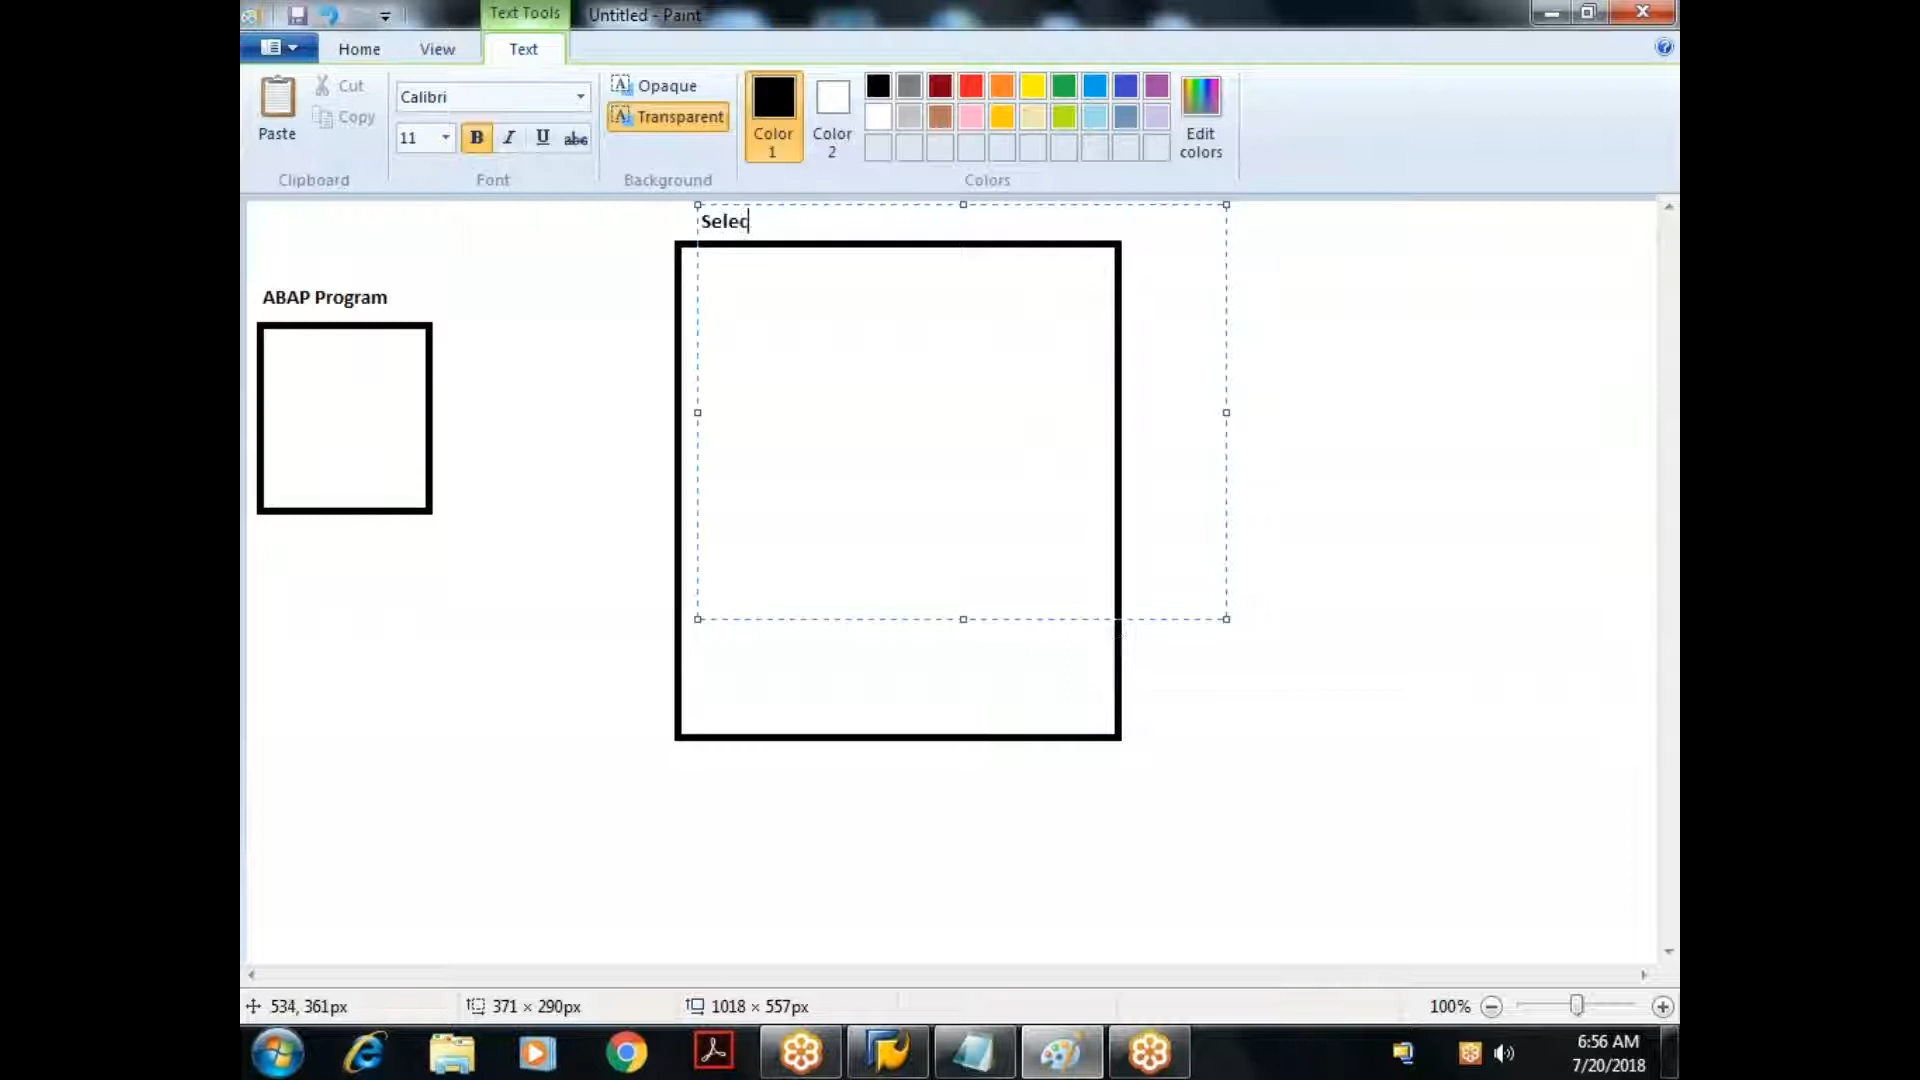 Text Tools
Untitled - Paint
Home
View
Text
Paste
Cut
Copy
Clipboard
Calibri
11
B I U abc
Font
Opaque
Transparent
Background
Color 1
Color 2
Edit colors
Colors
Selec
ABAP Program
534, 361px
371 × 290px
1018 × 557px
100%
6:56 AM
7/20/2018